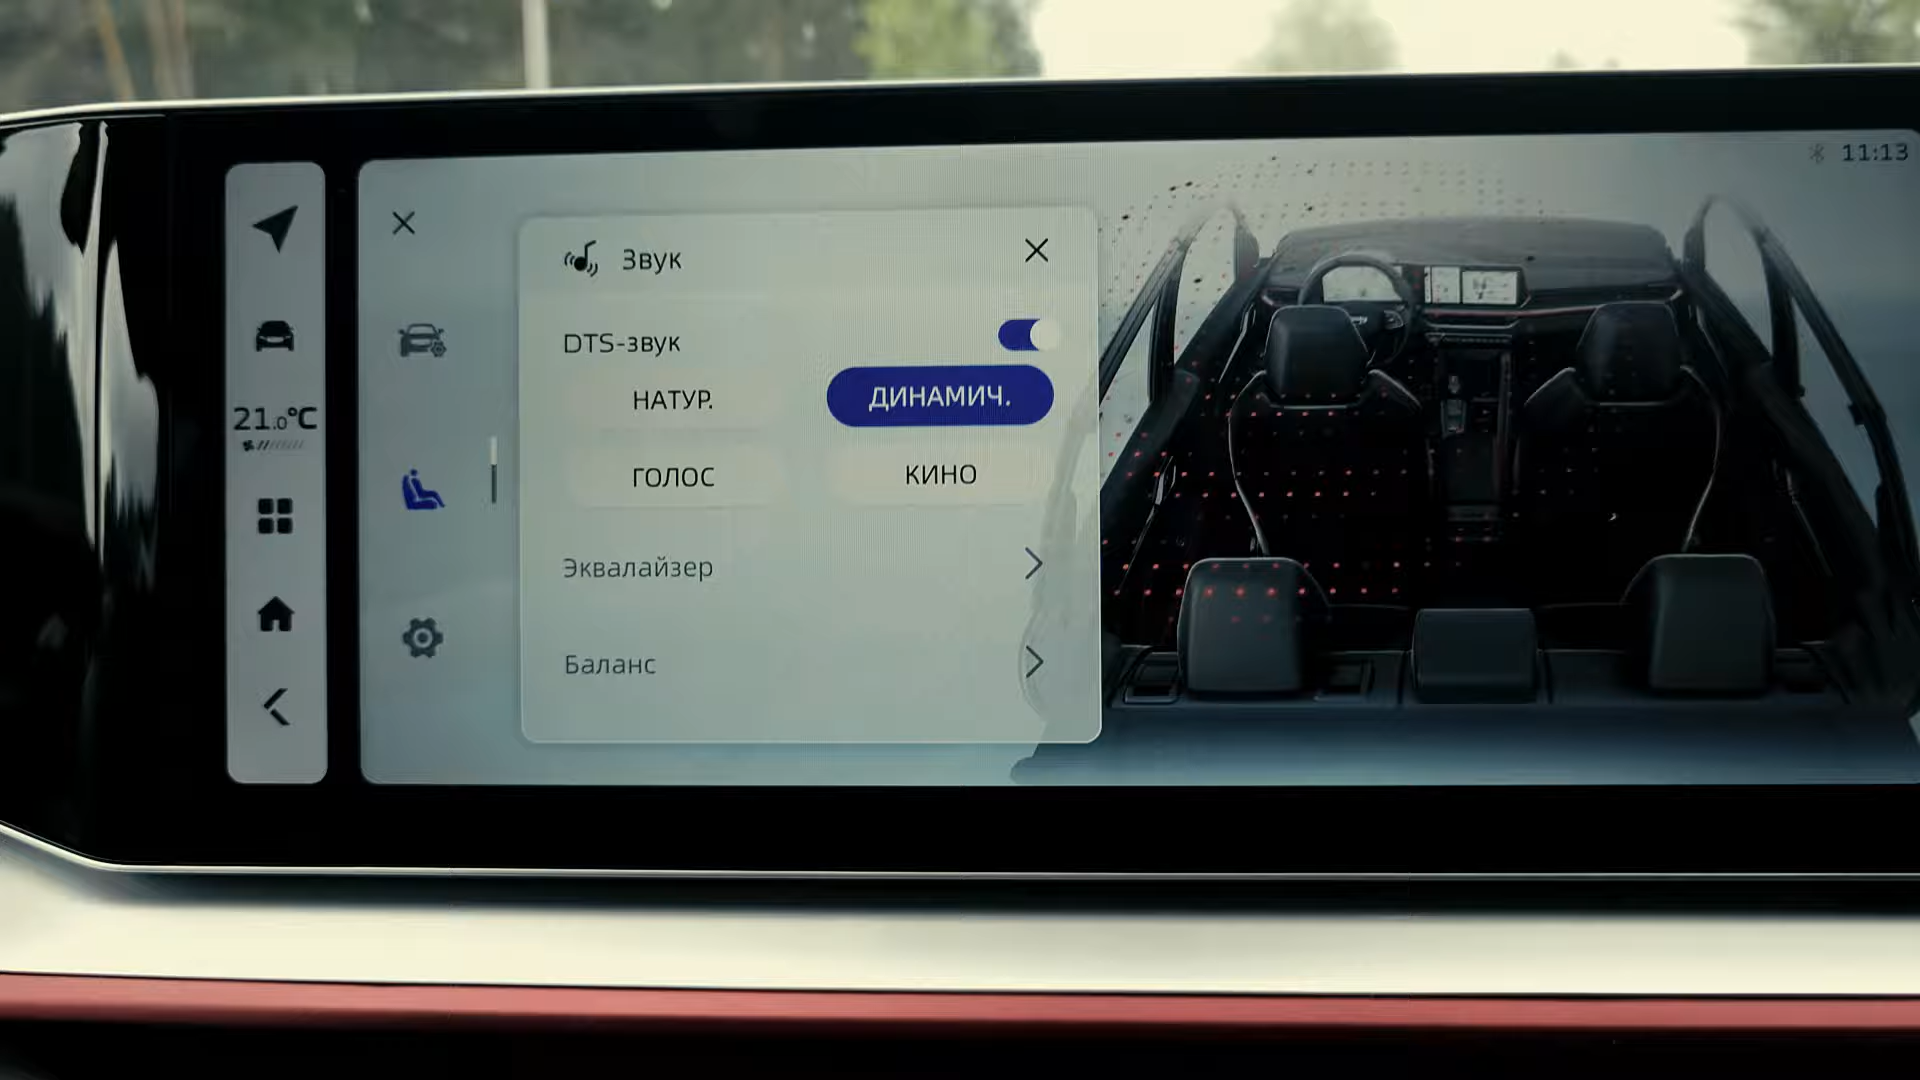 11:13
Звук
DTS-звук
НАТУР.
ДИНАМИЧ.
21.0°C
ГОЛОС
КИНО
Эквалайзер
Баланс